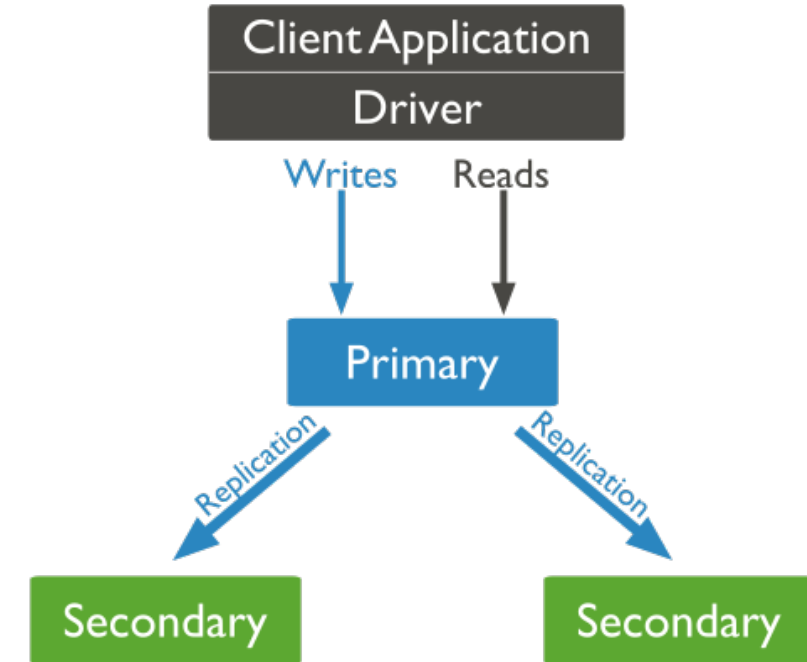 Client Application
Driver
Writes Reads
Primary
Replication Replication
Secondary Secondary